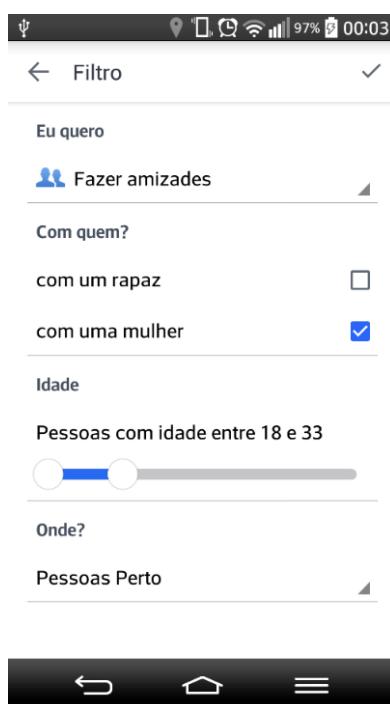 97% 00:03
Filtro
Eu quero
Fazer amizades
Com quem?
com um rapaz
com uma mulher
Idade
Pessoas com idade entre 18 e 33
Onde?
Pessoas Perto